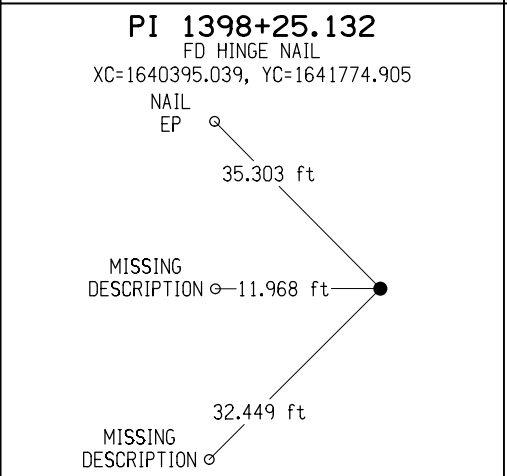 PI 1398+25.132
FD HINGE NAIL
XC=1640395.039, YC=1641774.905
NAIL
EP
35.303 ft
MISSING
DESCRIPTION
11.968 ft
32.449 ft
MISSING
DESCRIPTION